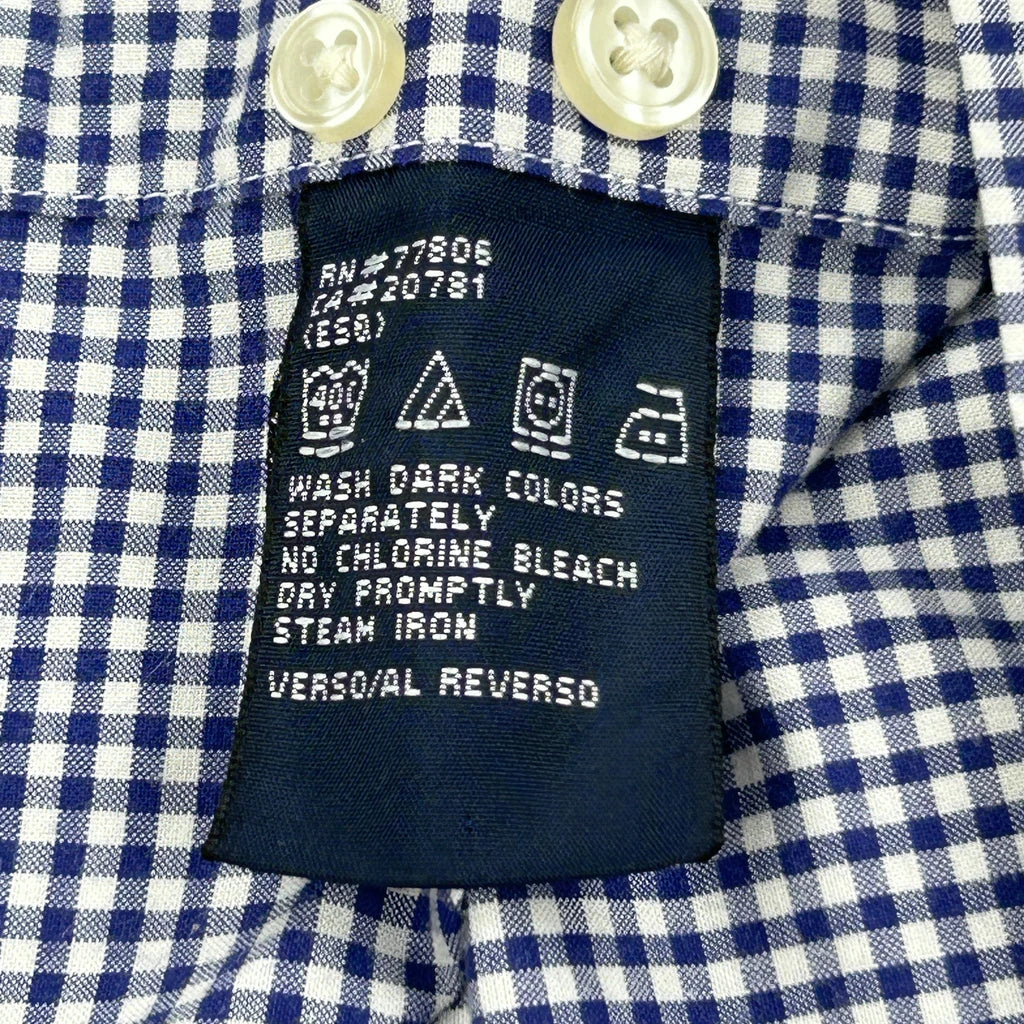 RN#77806
CA#20781
(ESG)
40
WASH DARK COLORS
SEPARATELY
NO CHLORINE BLEACH
DRY PROMPTLY
STEAM IRON
VERSO/AL REVERSO